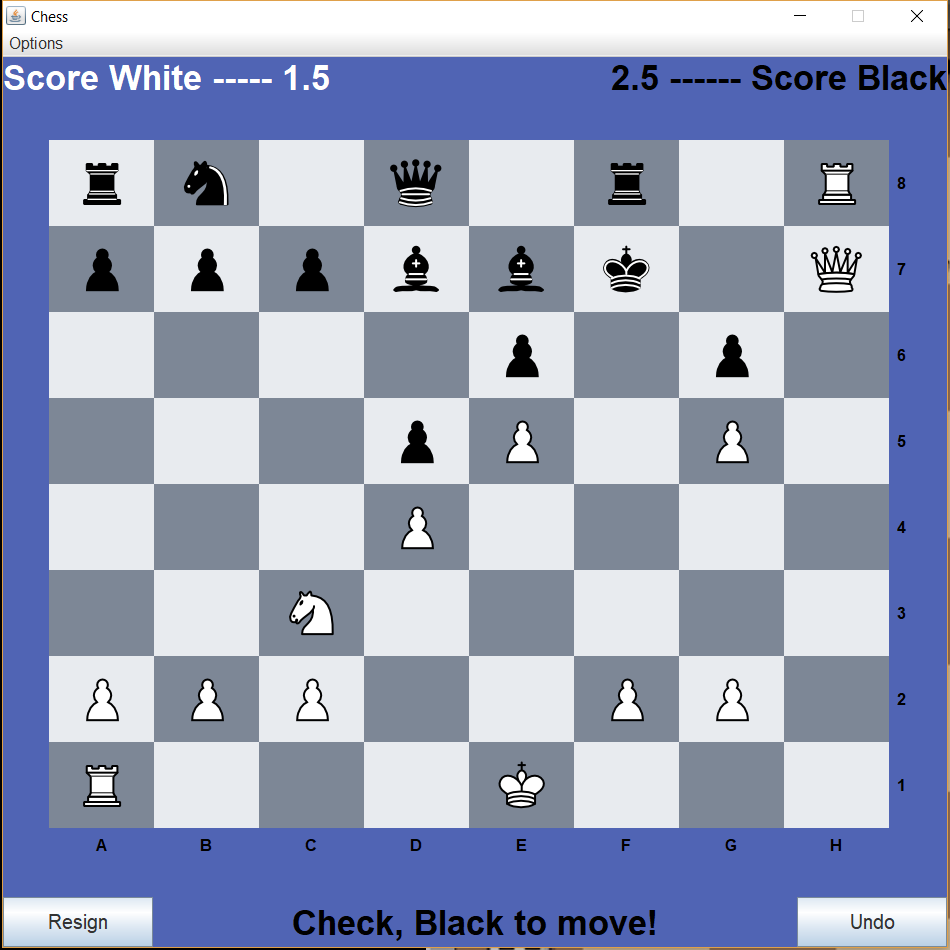 Chess
Options
Score White ----- 1.5
2.5 ------ Score Black
8
7
6
5
4
3
2
1
A B C D E F G H
Resign
Check, Black to move!
Undo